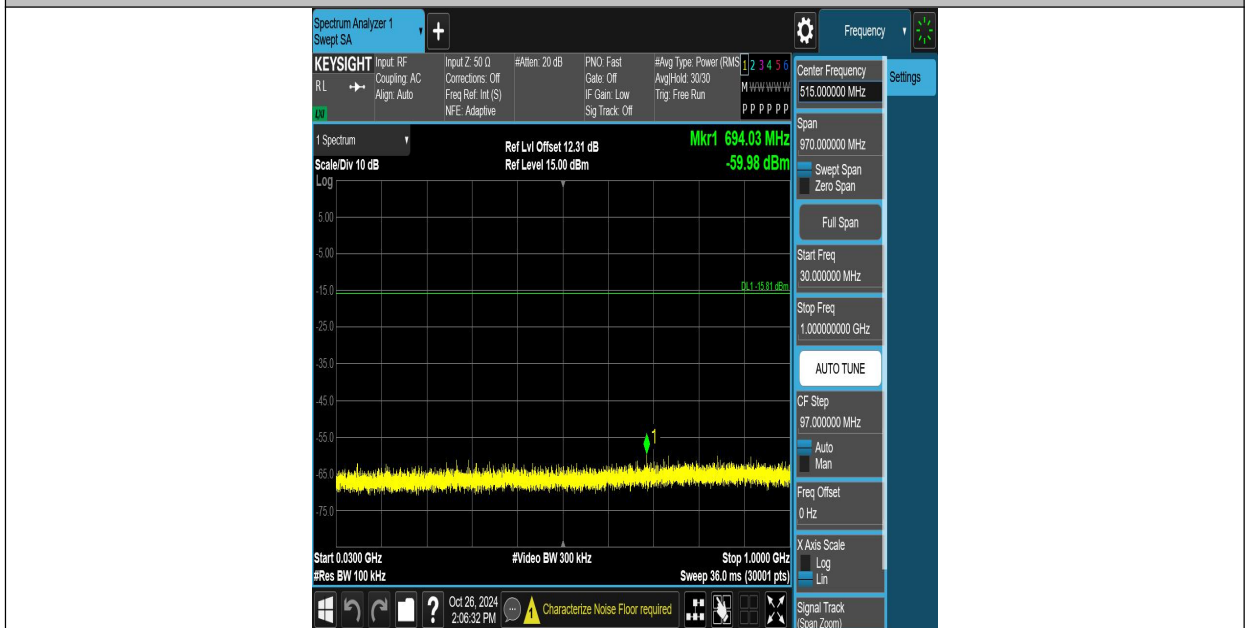 Spectrum Analyzer 1
Swept SA
+
Frequency
KEYSIGHT
RL
LXI
Input: RF
Coupling: AC
Align: Auto
Input Z: 50 Ω
Corrections: Off
Freq Ref: Int (S)
NFE: Adaptive
#Atten: 20 dB
PNO: Fast
Gate: Off
IF Gain: Low
Sig Track: Off
#Avg Type: Power (RMS
Avg|Hold: 30/30
Trig: Free Run
1 2 3 4 5 6
M W W W W W
P P P P P P
1 Spectrum
Scale/Div 10 dB
Log
Ref Lvl Offset 12.31 dB
Ref Level 15.00 dBm
Mkr1 694.03 MHz
-59.98 dBm
5.00
-5.00
-15.0
DL1 -15.81 dBm
-25.0
-35.0
-45.0
-55.0
1
-65.0
-75.0
Start 0.0300 GHz
#Res BW 100 kHz
#Video BW 300 kHz
Stop 1.0000 GHz
Sweep 36.0 ms (30001 pts)
Center Frequency
515.000000 MHz
Settings
Span
970.000000 MHz
Swept Span
Zero Span
Full Span
Start Freq
30.000000 MHz
Stop Freq
1.000000000 GHz
AUTO TUNE
CF Step
97.000000 MHz
Auto
Man
Freq Offset
0 Hz
X Axis Scale
Log
Lin
Signal Track
(Span Zoom)
?
Oct 26, 2024
2:06:32 PM
Characterize Noise Floor required